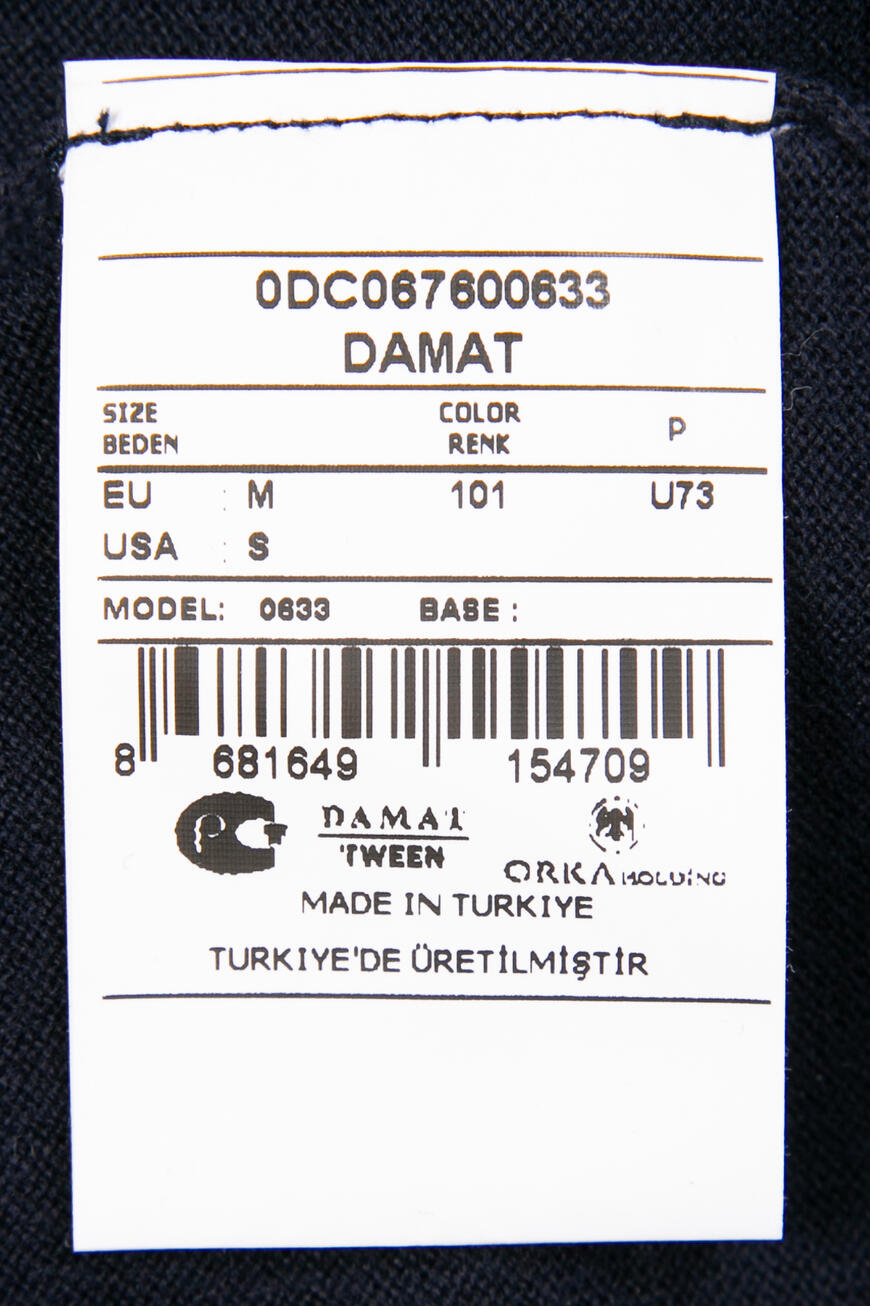 0DC067600633
DAMAT
SIZE COLOR P
BEDEN RENK
EU : M 101 U73
USA : S
MODEL: 0633 BASE :
8 681649 154709
DAMAT
TWEEN
ORKA HOLDING
MADE IN TURKIYE
TURKIYE'DE ÜRETİLMİŞTİR